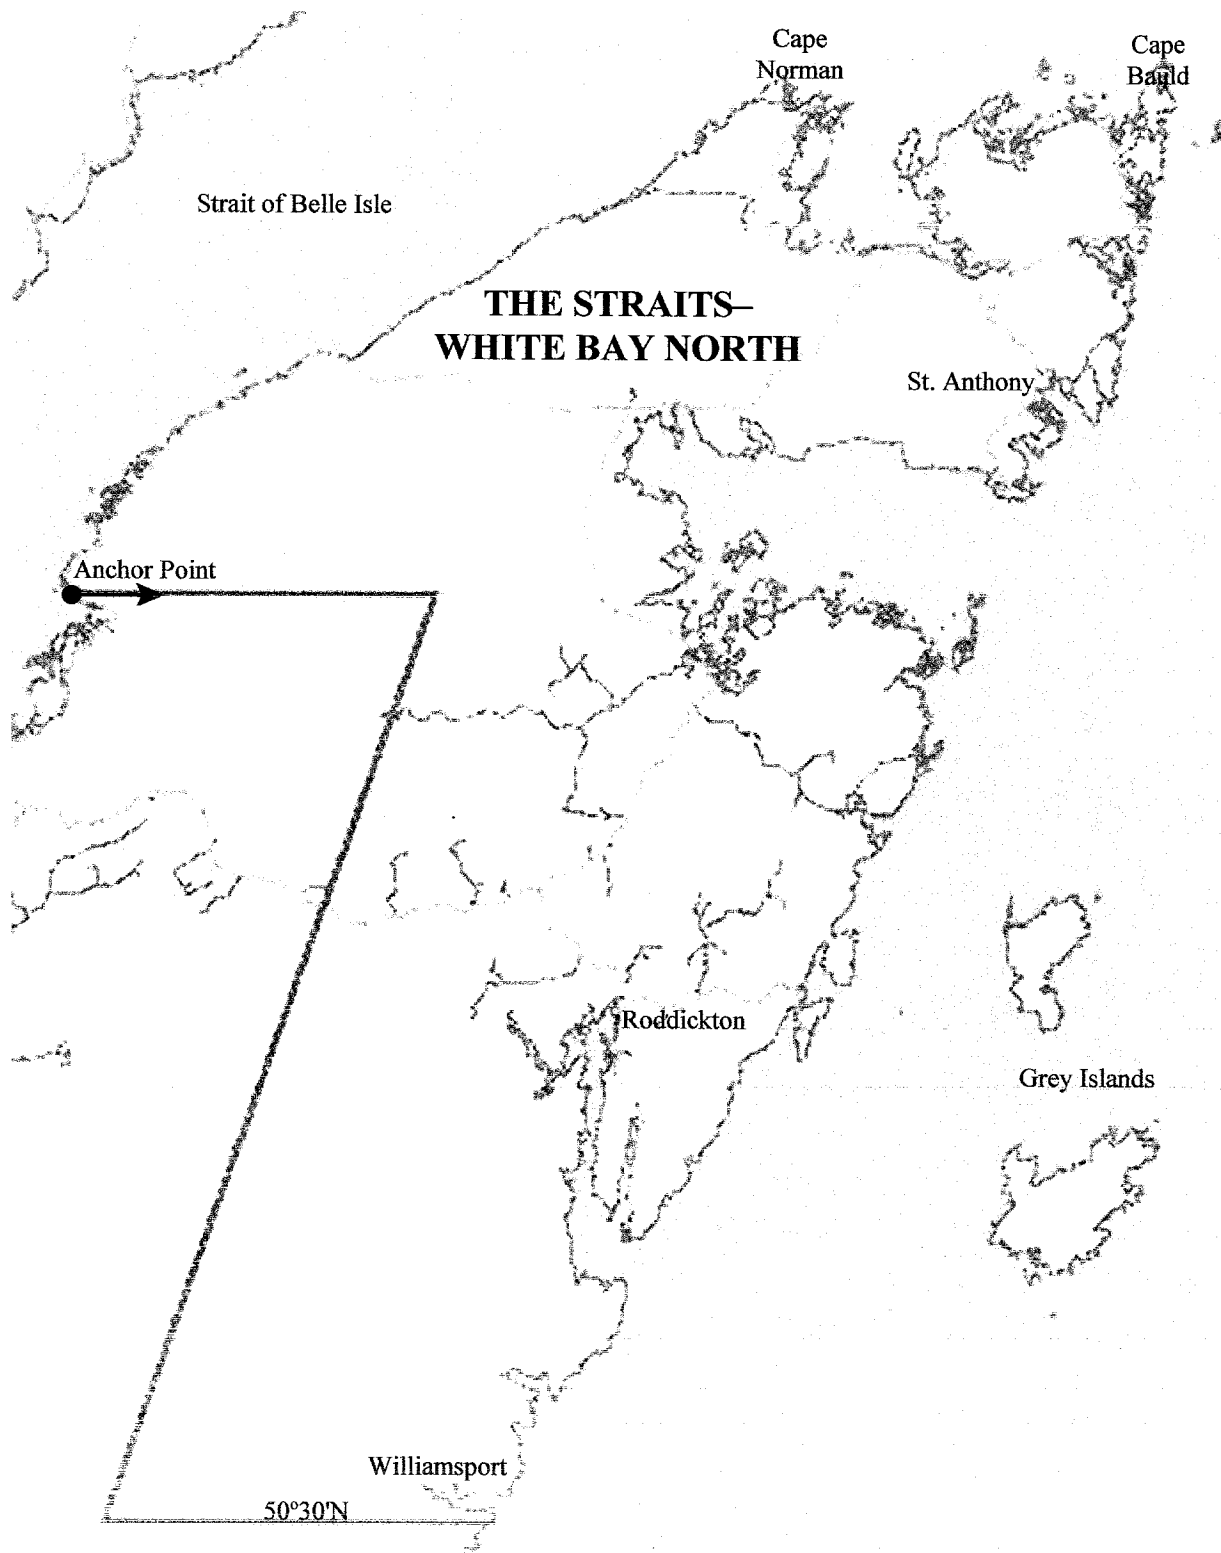 Cape
Norman
Cape
Bauld
Strait of Belle Isle
THE STRAITS–
WHITE BAY NORTH
St. Anthony
Anchor Point
Roddickton
Grey Islands
Williamsport
50°30'N